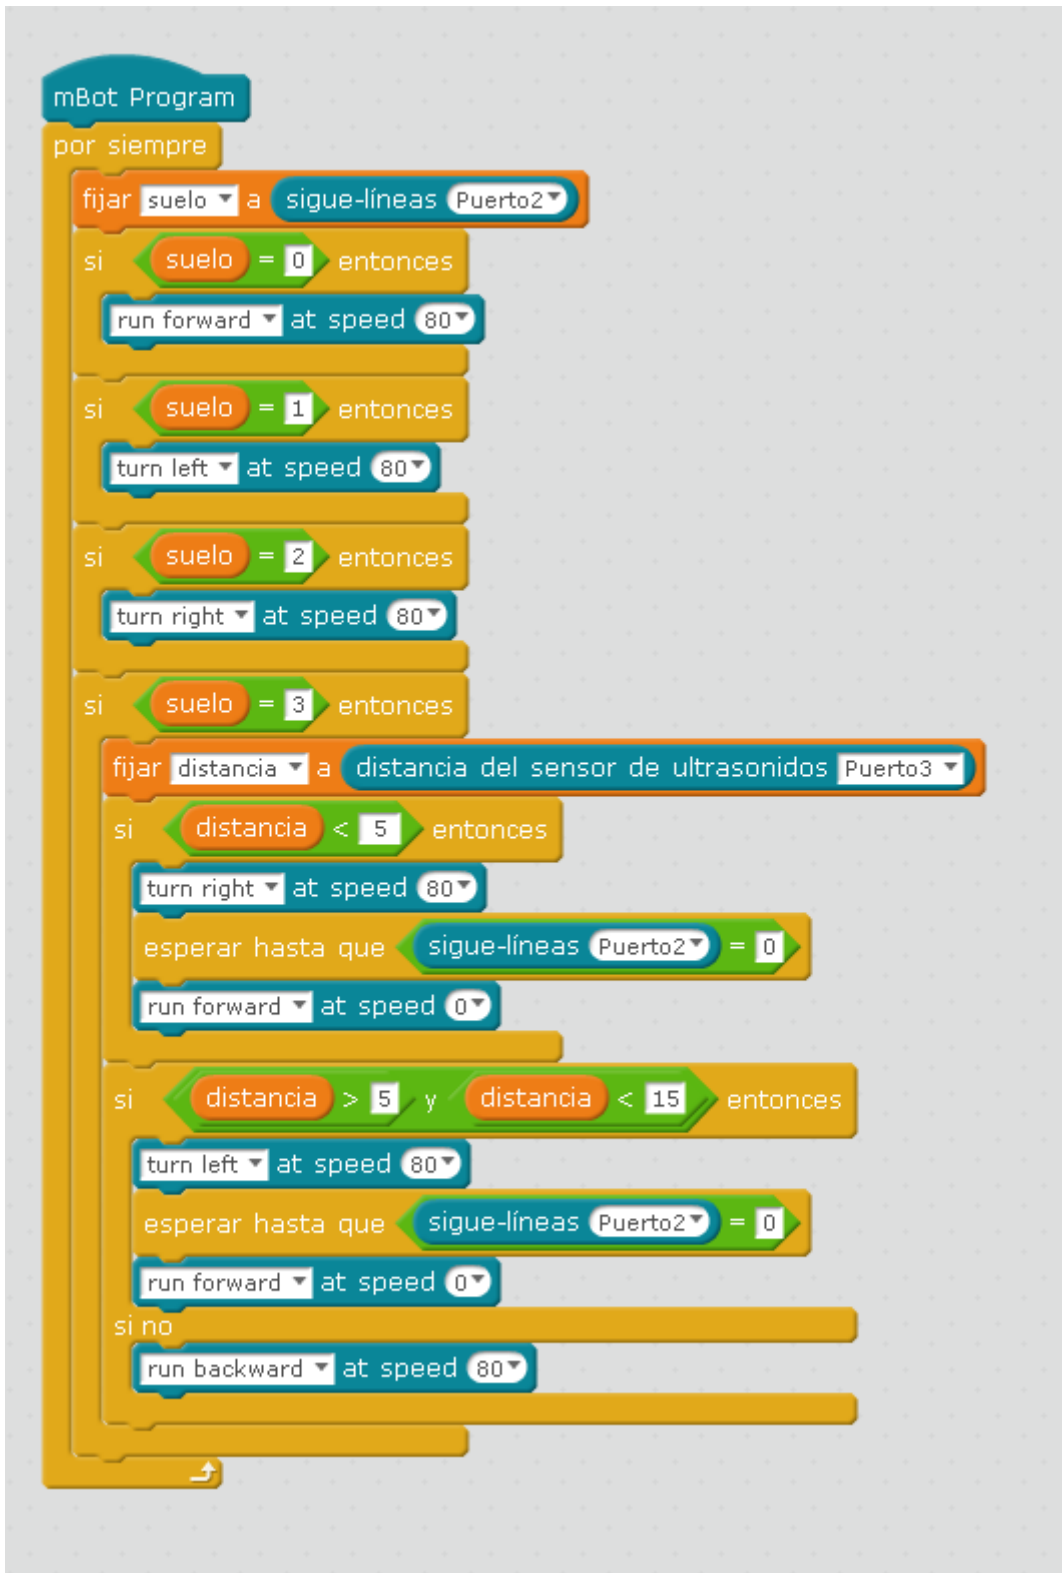 mBot Program
por siempre
fijar suelo a sigue-líneas Puerto2
si suelo = 0 entonces
run forward at speed 80
si suelo = 1 entonces
turn left at speed 80
si suelo = 2 entonces
turn right at speed 80
si suelo = 3 entonces
fijar distancia a distancia del sensor de ultrasonidos Puerto3
si distancia < 5 entonces
turn right at speed 80
esperar hasta que sigue-líneas Puerto2 = 0
run forward at speed 0
si distancia > 5 y distancia < 15 entonces
turn left at speed 80
esperar hasta que sigue-líneas Puerto2 = 0
run forward at speed 0
si no
run backward at speed 80